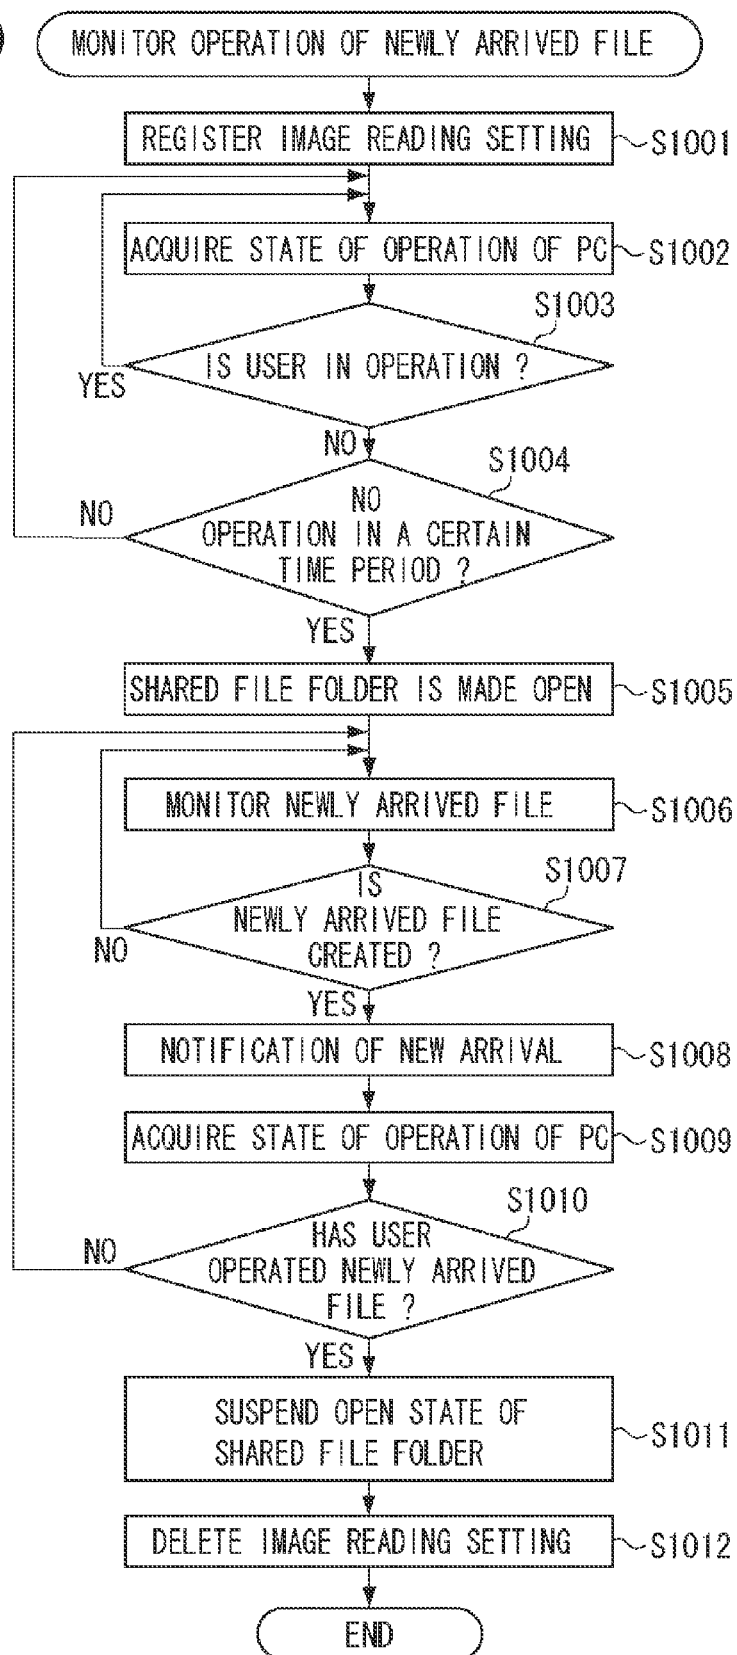 MONITOR OPERATION OF NEWLY ARRIVED FILE
REGISTER IMAGE READING SETTING
S1001
ACQUIRE STATE OF OPERATION OF PC
S1002
S1003
IS USER IN OPERATION ?
YES
NO
S1004
NO
OPERATION IN A CERTAIN
TIME PERIOD ?
NO
YES
SHARED FILE FOLDER IS MADE OPEN
S1005
MONITOR NEWLY ARRIVED FILE
S1006
S1007
IS
NEWLY ARRIVED FILE
CREATED ?
NO
YES
NOTIFICATION OF NEW ARRIVAL
S1008
ACQUIRE STATE OF OPERATION OF PC
S1009
S1010
HAS USER
OPERATED NEWLY ARRIVED
FILE ?
NO
YES
SUSPEND OPEN STATE OF
SHARED FILE FOLDER
S1011
DELETE IMAGE READING SETTING
S1012
END